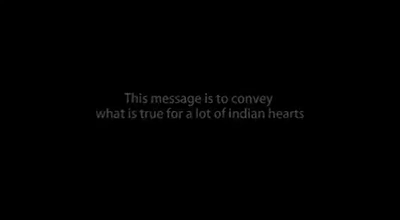 This message is to convey
what is true for a lot of Indian hearts